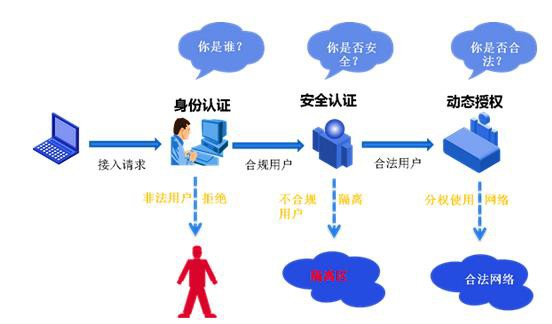 你是谁？
你是否安
全？
你是否合
法？
身份认证
安全认证
动态授权
接入请求
合规用户
合法用户
非法用户 拒绝
不合规
用户
隔离
分权使用 网络
隔离区
合法网络